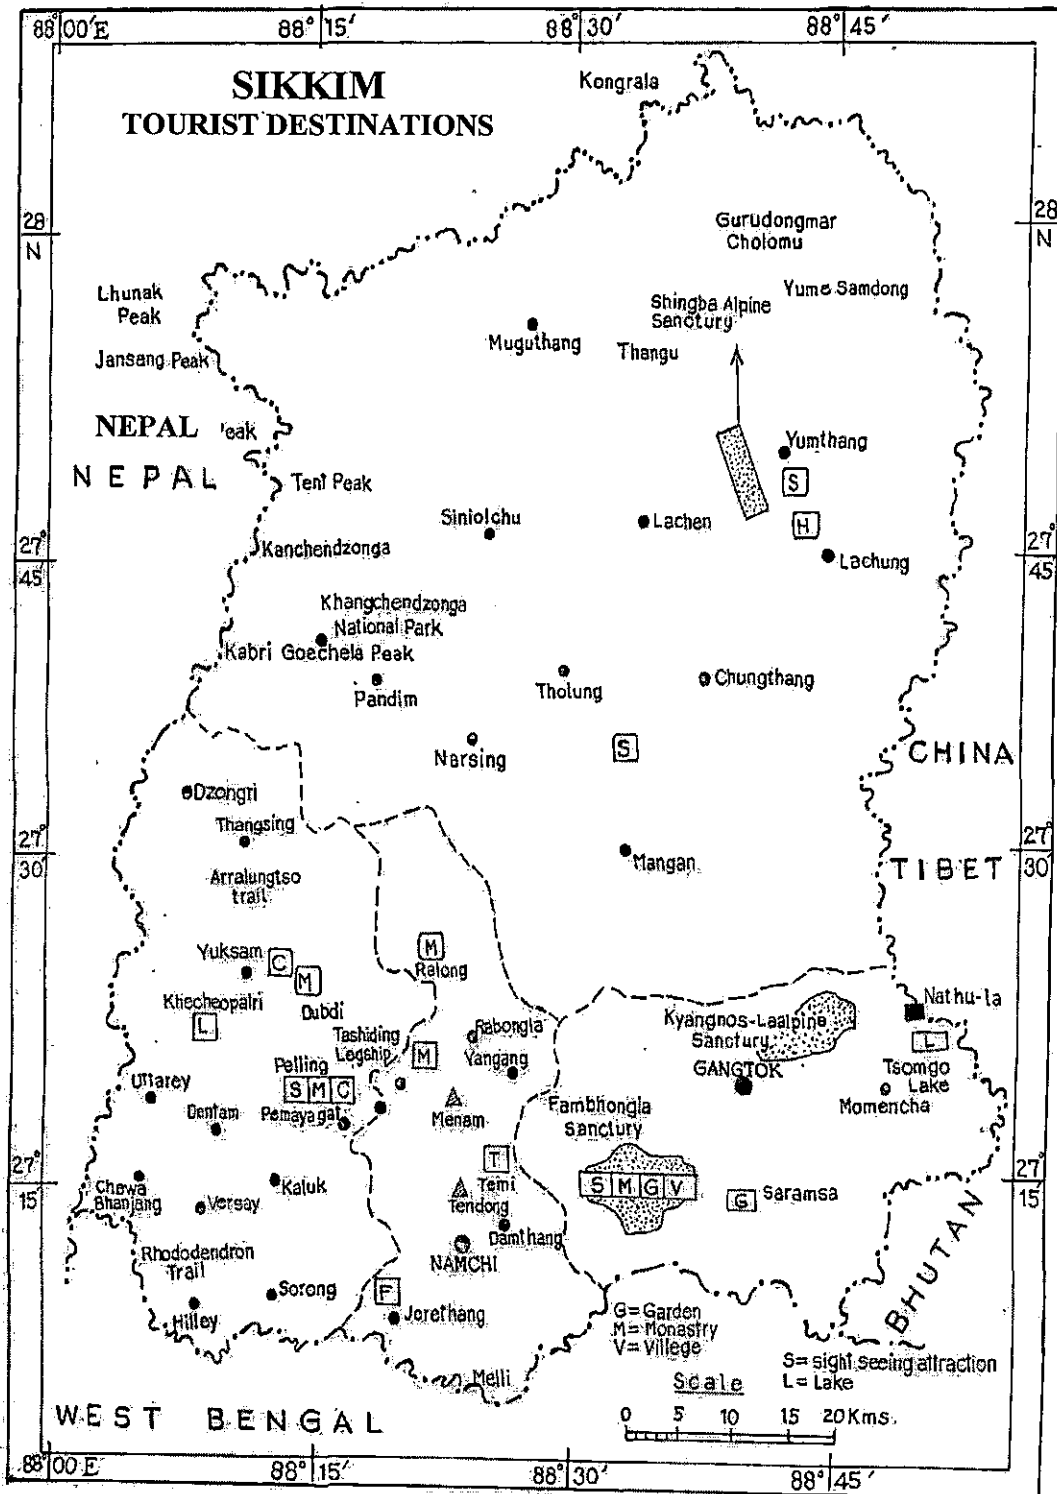 88°00'E
88°15'
88°30'
88°45'
SIKKIM
TOURIST DESTINATIONS
Kongrala
28
N
28
N
Gurudongmar
Cholomu
Lhunak
Peak
Yume Samdong
Shingba Alpine
Sanctury
Muguthang
Thangu
Jansang Peak
NEPAL
eak
Yumthang
NEPAL
Tent Peak
S
Siniolchu
Lachen
H
27°
45'
Kanchendzonga
Lachung
27°
45'
Khangchendzonga
National Park
Kabri Goechela Peak
Pandim
Tholung
Chungthang
Narsing
S
CHINA
Dzongri
Thangsing
27°
30'
Mangan
TIBET
27°
30'
Arralungtso
trail
Yuksam
C
M
Ralong
M
Dubdi
Khecheopalri
L
Nathu-la
Tashiding
Legship
M
Rabongla
Yangang
Kyangnos-Laalpine
Sanctury
L
Tsomgo
Lake
Pelling
S M C
GANGTOK
Uttarey
Momencha
Dentam
Pemayagat
Menam
Fambhongla
Sanctury
27°
15'
Chewa
Bhanjang
Kaluk
T
Temi
S M G V
G
Saramsa
27°
15'
Versay
Tendong
Damthang
NAMCHI
Rhododendron
Trail
Sorong
F
Hilley
Jorethang
BHUTAN
G= Garden
M= Monastry
V= Villege
Melli
S= sight seeing attraction
L= Lake
Scale
0 5 10 15 20 Kms.
WEST BENGAL
88°00 E
88°15'
88°30'
88°45'